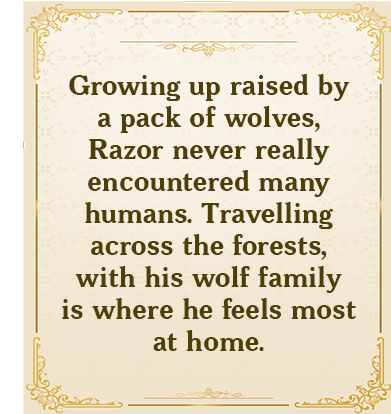 Growing up raised by
a pack of wolves,
Razor never really
encountered many
humans. Travelling
across the forests,
with his wolf family
is where he feels most
at home.